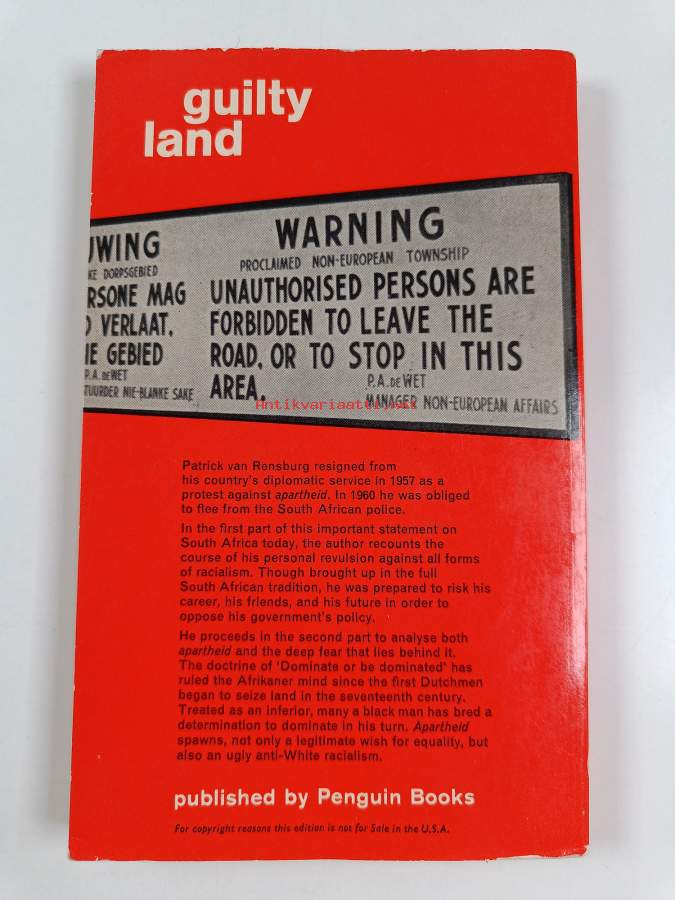 guilty
land
UWING
KE DORPSGEBIED
RSONE MAG
D VERLAAT,
IE GEBIED
P.A. DE WET
TUURDER NIE-BLANKE SAKE
WARNING
PROCLAIMED NON-EUROPEAN TOWNSHIP
UNAUTHORISED PERSONS ARE
FORBIDDEN TO LEAVE THE
ROAD, OR TO STOP IN THIS
AREA.
P.A. DE WET
MANAGER NON-EUROPEAN AFFAIRS
Patrick van Rensburg resigned from
his country's diplomatic service in 1957 as a
protest against apartheid. In 1960 he was obliged
to flee from the South African police.
In the first part of this important statement on
South Africa today, the author recounts the
course of his personal revulsion against all forms
of racialism. Though brought up in the full
South African tradition, he was prepared to risk his
career, his friends, and his future in order to
oppose his government's policy.
He proceeds in the second part to analyse both
apartheid and the deep fear that lies behind it.
The doctrine of 'Dominate or be dominated' has
ruled the Afrikaner mind since the first Dutchmen
began to seize land in the seventeenth century.
Treated as an inferior, many a black man has bred a
determination to dominate in his turn. Apartheid
spawns, not only a legitimate wish for equality, but
also an ugly anti-White racialism.
published by Penguin Books
For copyright reasons this edition is not for Sale in the U.S.A.